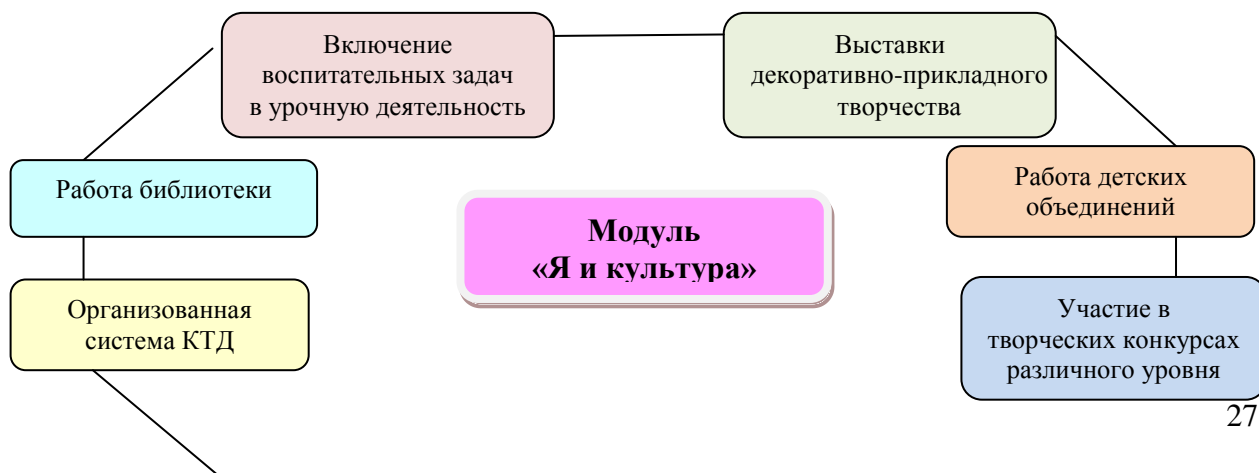 Включение
воспитательных задач
в урочную деятельность
Выставки
декоративно-прикладного
творчества
Работа библиотеки
Работа детских
объединений
Модуль
«Я и культура»
Организованная
система КТД
Участие в
творческих конкурсах
различного уровня
27